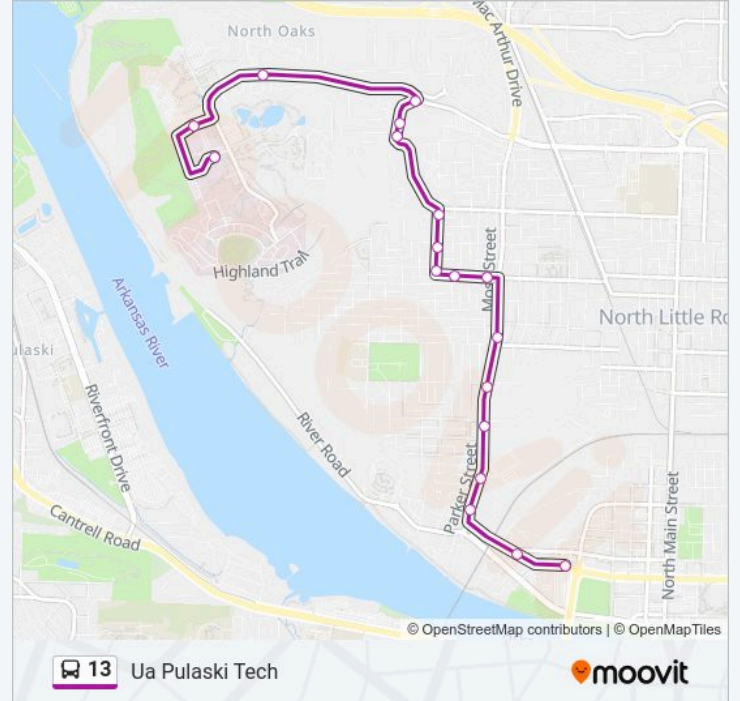 North Oaks
Mac Arthur Drive
Highland Trail
Moss Street
North Little Ro
Arkansas River
ulaski
Riverfront Drive
River Road
Parker Street
Cantrell Road
North Main Street
© OpenStreetMap contributors | © OpenMapTiles
13 Ua Pulaski Tech
moovit